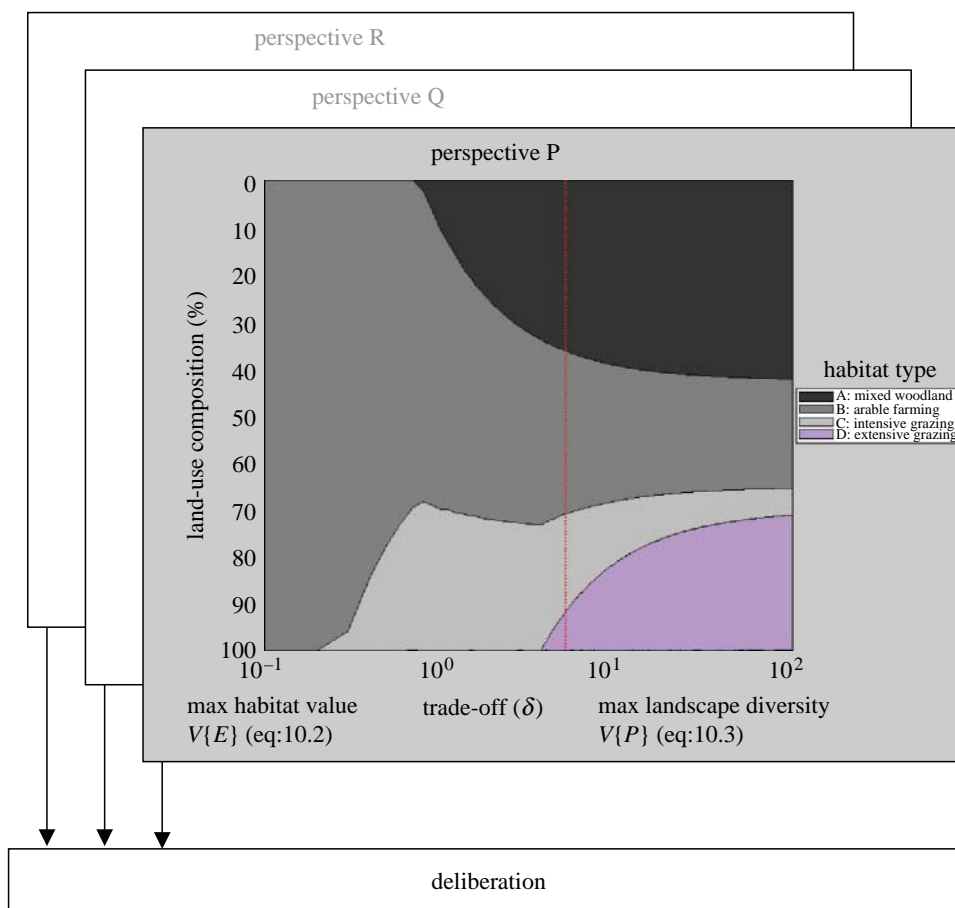 perspective R
perspective Q
perspective P
land-use composition (%)
0
10
20
30
40
50
60
70
80
90
100
10⁻¹
10⁰
10¹
10²
max habitat value
V{E} (eq:10.2)
trade-off (δ)
max landscape diversity
V{P} (eq:10.3)
habitat type
A: mixed woodland
B: arable farming
C: intensive grazing
D: extensive grazing
deliberation